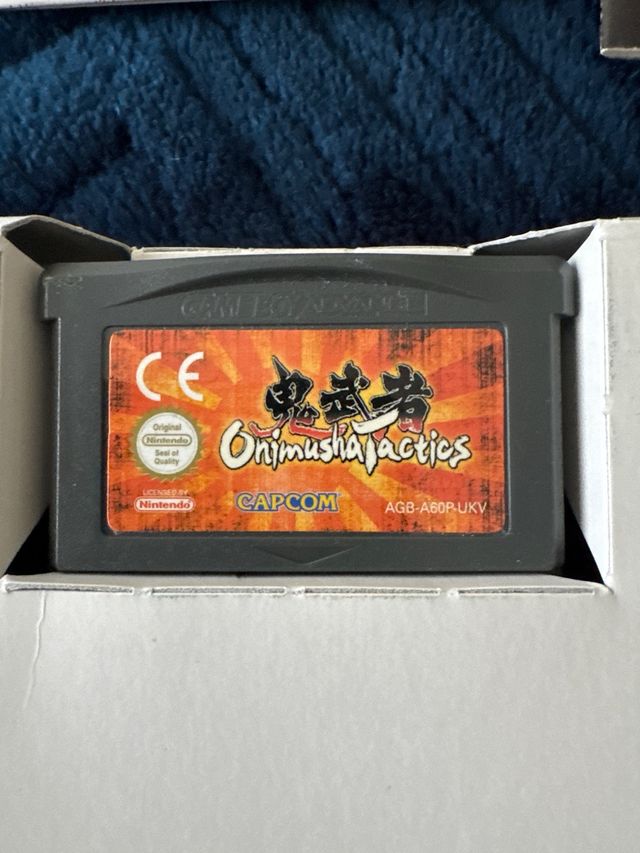 GAME BOY ADVANCE
CE
鬼武者
Onimusha Tactics
Original
Nintendo
Seal of
Quality
LICENSED BY
Nintendo
CAPCOM
AGB-A60P-UKV